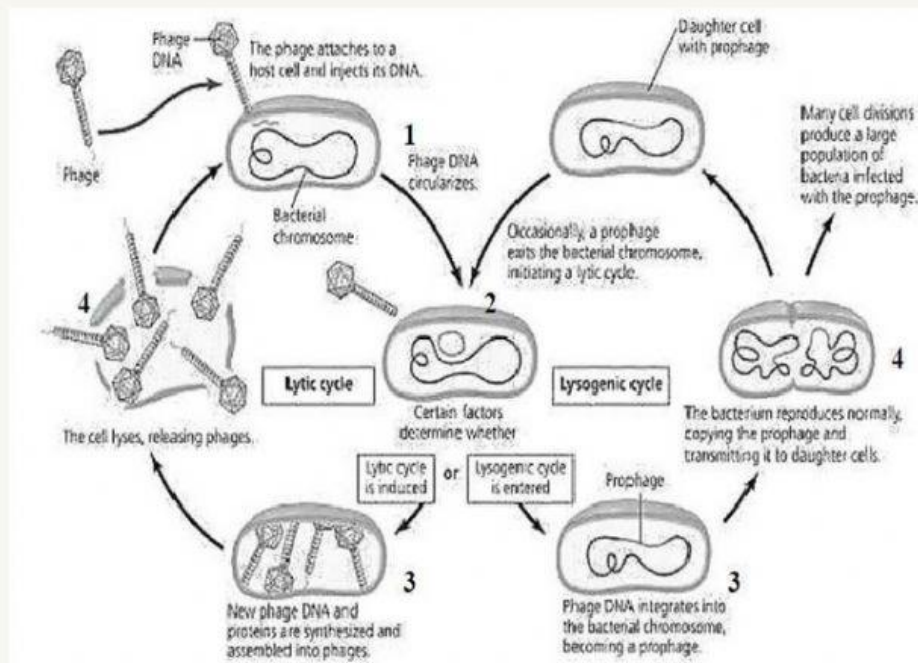 Phage
DNA
The phage attaches to a
host cell and injects its DNA.
Daughter cell
with prophage
Phage
1
Phage DNA
circularizes.
Bacterial
chromosome
Many cell divisions
produce a large
population of
bacteria infected
with the prophage.
Occasionally, a prophage
exits the bacterial chromosome,
initiating a lytic cycle.
4
2
Lytic cycle
Lysogenic cycle
4
The cell lyses, releasing phages.
Certain factors
determine whether
The bacterium reproduces normally,
copying the prophage and
transmitting it to daughter cells.
Lytic cycle
is induced
or
Lysogenic cycle
is entered
Prophage
3
3
New phage DNA and
proteins are synthesized and
assembled into phages.
Phage DNA integrates into
the bacterial chromosome,
becoming a prophage.